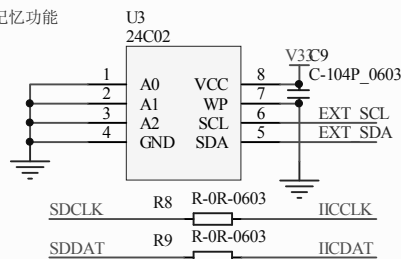 记忆功能
U3
24C02
V33 C9
C-104P_0603
1 A0 VCC 8
2 A1 WP 7
3 A2 SCL 6 EXT_SCL
4 GND SDA 5 EXT_SDA
SDCLK R8 R-0R-0603 IICCLK
SDDAT R9 R-0R-0603 IICDAT